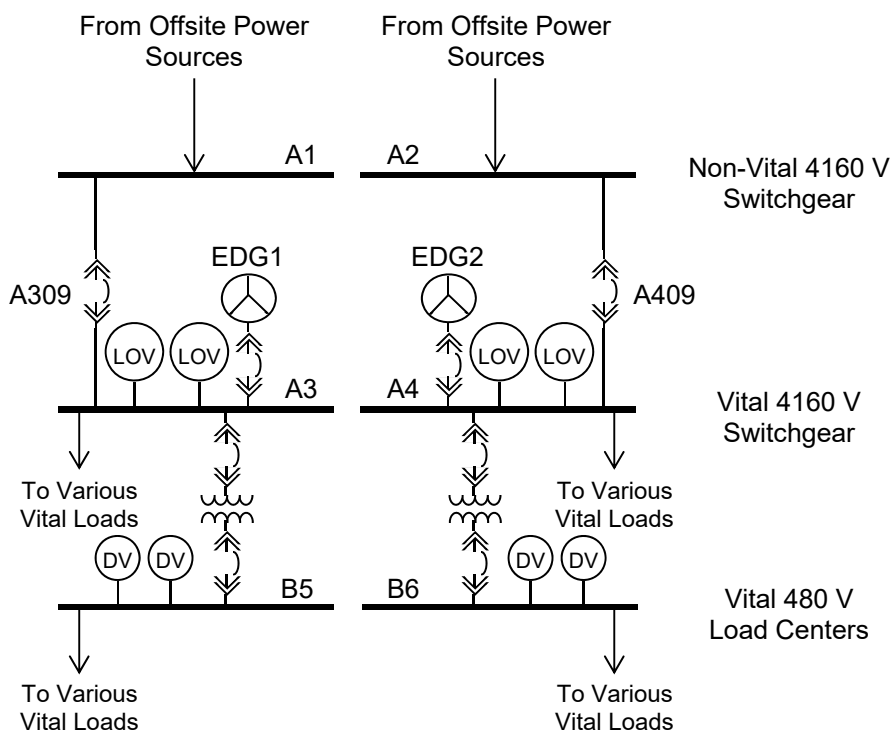 From Offsite Power
Sources
From Offsite Power
Sources
A1
A2
Non-Vital 4160 V
Switchgear
EDG1
EDG2
A309
A409
LOV
LOV
LOV
LOV
A3
A4
Vital 4160 V
Switchgear
To Various
Vital Loads
To Various
Vital Loads
DV
DV
DV
DV
B5
B6
Vital 480 V
Load Centers
To Various
Vital Loads
To Various
Vital Loads